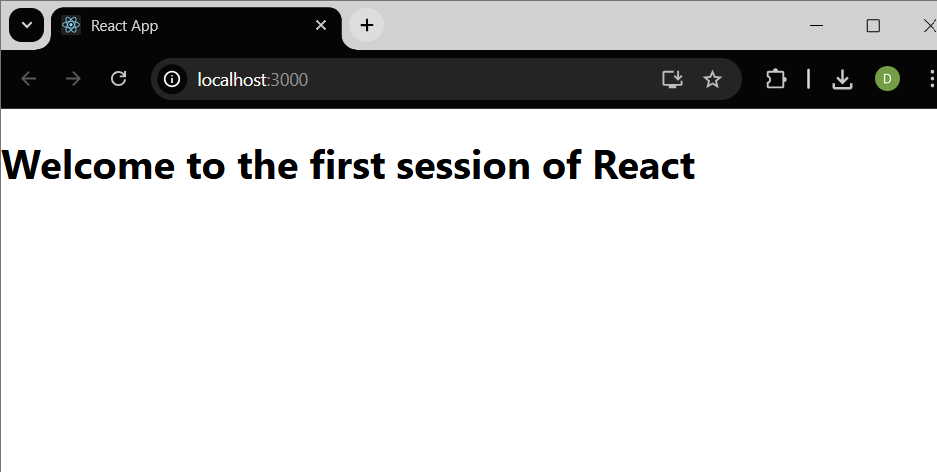 React App
localhost:3000
D
Welcome to the first session of React